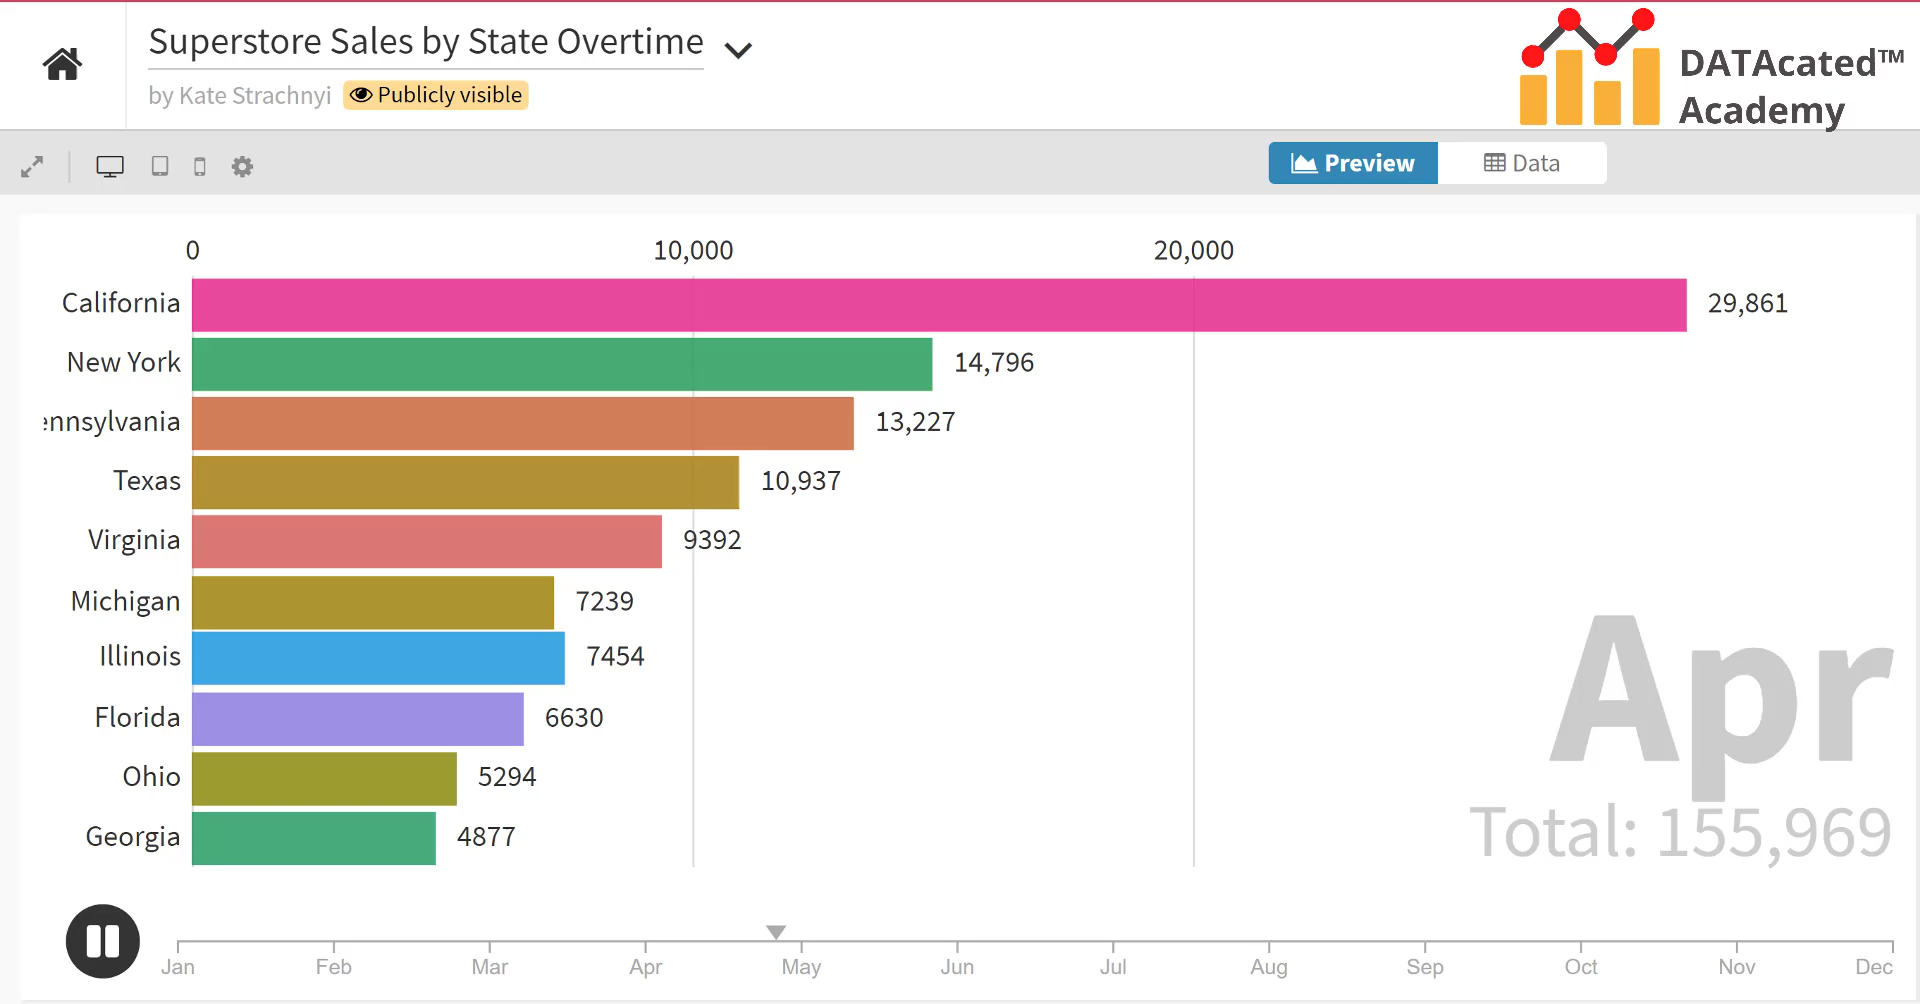 Superstore Sales by State Overtime
by Kate Strachnyi Publicly visible
DATAcated™
Academy
Preview Data
0 10,000 20,000
California 29,861
New York 14,796
ennsylvania 13,227
Texas 10,937
Virginia 9392
Michigan 7239
Illinois 7454
Florida 6630
Ohio 5294
Georgia 4877
Apr
Total: 155,969
Jan Feb Mar Apr May Jun Jul Aug Sep Oct Nov Dec